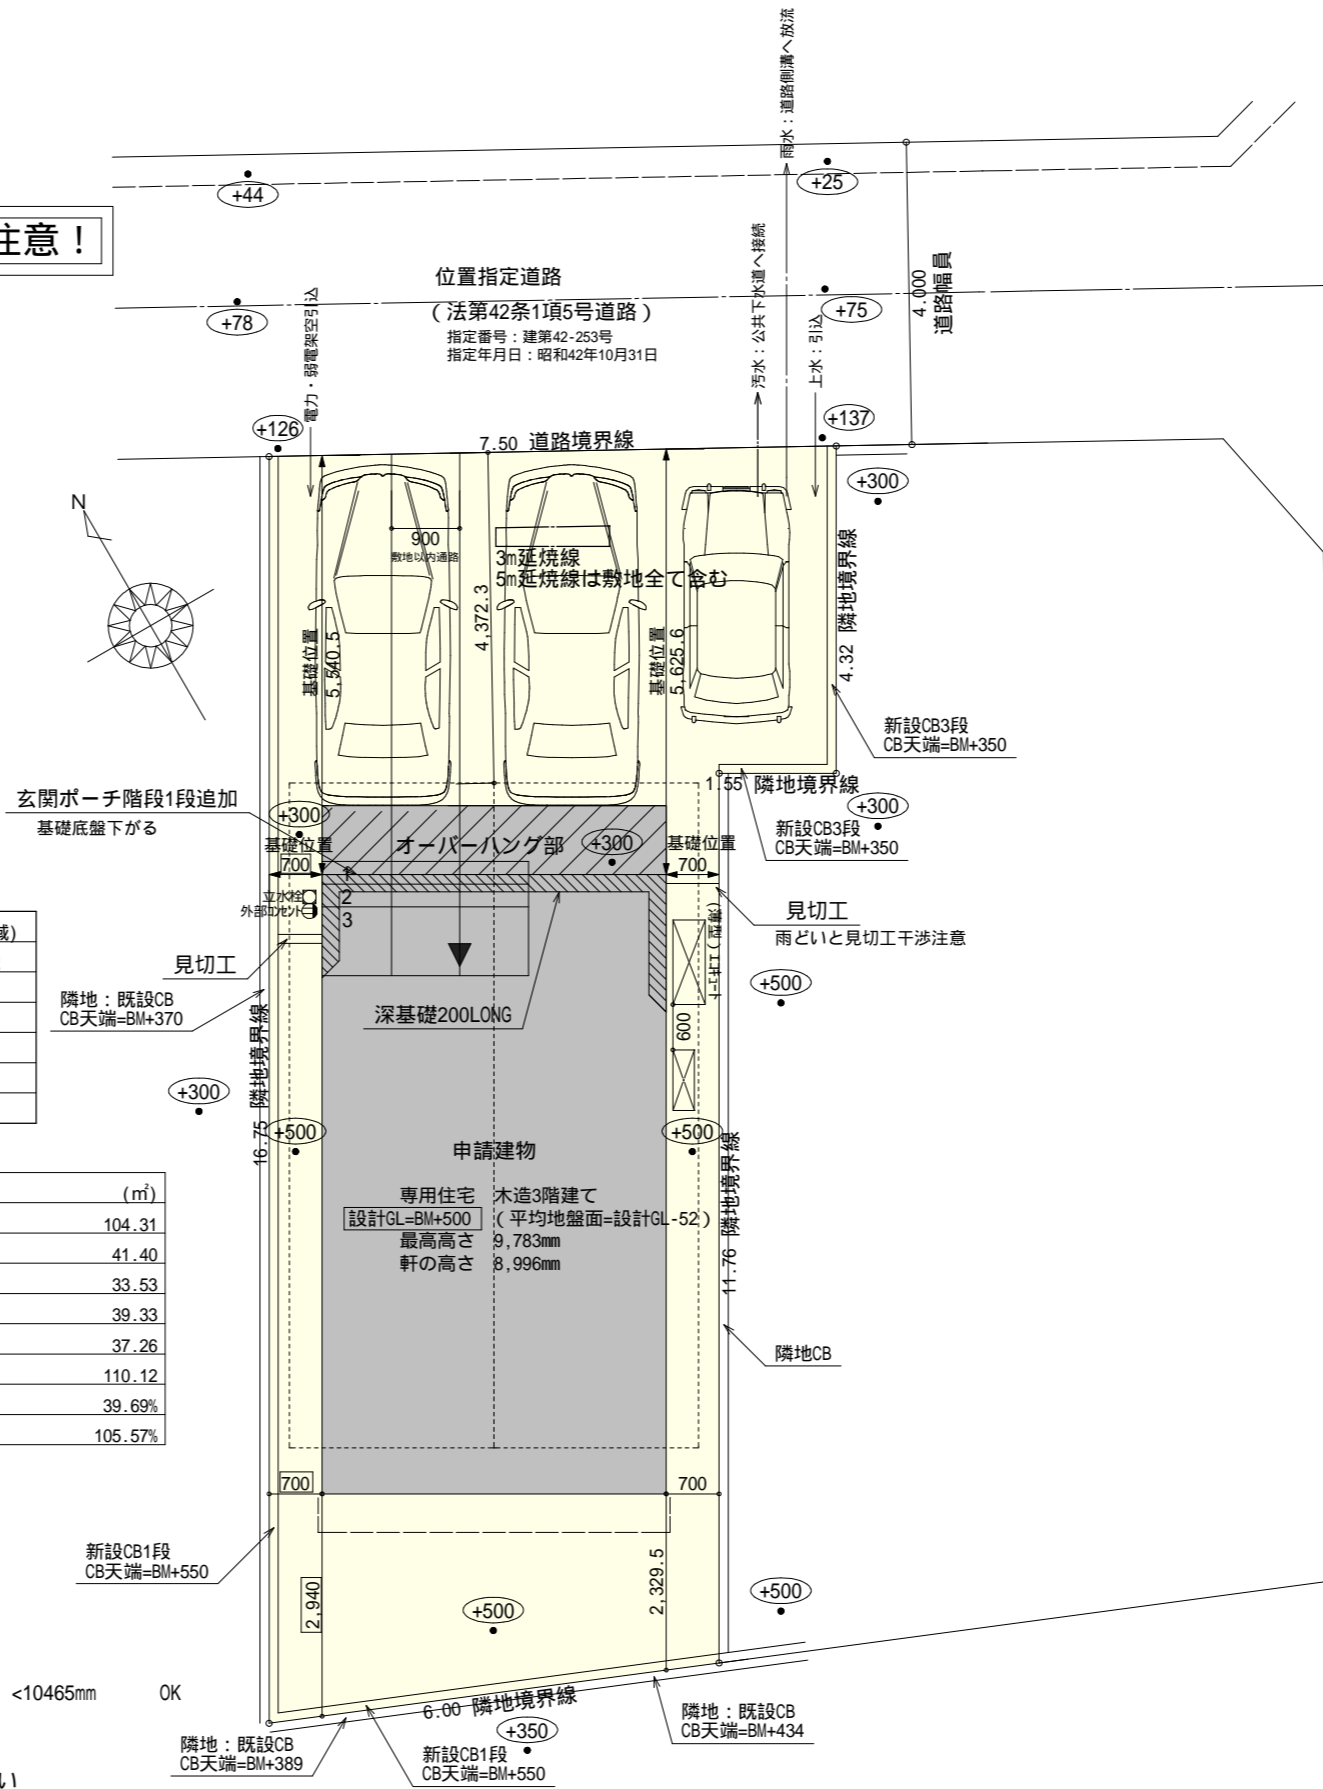 雨水：道路側溝へ放流
+44
+25
注意！
位置指定道路
(法第42条1項5号道路)
指定番号：建第42-253号
指定年月日：昭和42年10月31日
電力・弱電架空引込
汚水：公共下水道へ接続
上水：引込
4.000
道路幅員
+78
+75
+126
+137
7.50 道路境界線
+300
N
900
敷地以内通路
3m延焼線
5m延焼線は敷地全て含む
4,372.3
基礎位置
5,540.5
基礎位置
5,625.6
4.32 隣地境界線
新設CB3段
CB天端=BM+350
1.55 隣地境界線
+300
新設CB3段
CB天端=BM+350
玄関ポーチ階段1段追加
基礎底盤下がる
+300
基礎位置
700
オーバーハング部
+300
基礎位置
700
1
2
3
立水栓
外部コンセント
見切工
隣地：既設CB
CB天端=BM+370
見切工
雨どいと見切工干渉注意
(薄型)エコキュート
+500
深基礎200LONG
600
+300
16.75 隣地境界線
+500
+500
申請建物
専用住宅 木造3階建て
設計GL=BM+500 (平均地盤面=設計GL-52)
最高高さ 9,783mm
軒の高さ 8,996mm
11.76 隣地境界線
隣地CB
(㎡)
104.31
41.40
33.53
39.33
37.26
110.12
39.69%
105.57%
700
700
新設CB1段
CB天端=BM+550
2,940
+500
2,329.5
+500
<10465mm OK
6.00 隣地境界線
+350
隣地：既設CB
CB天端=BM+389
新設CB1段
CB天端=BM+550
隣地：既設CB
CB天端=BM+434